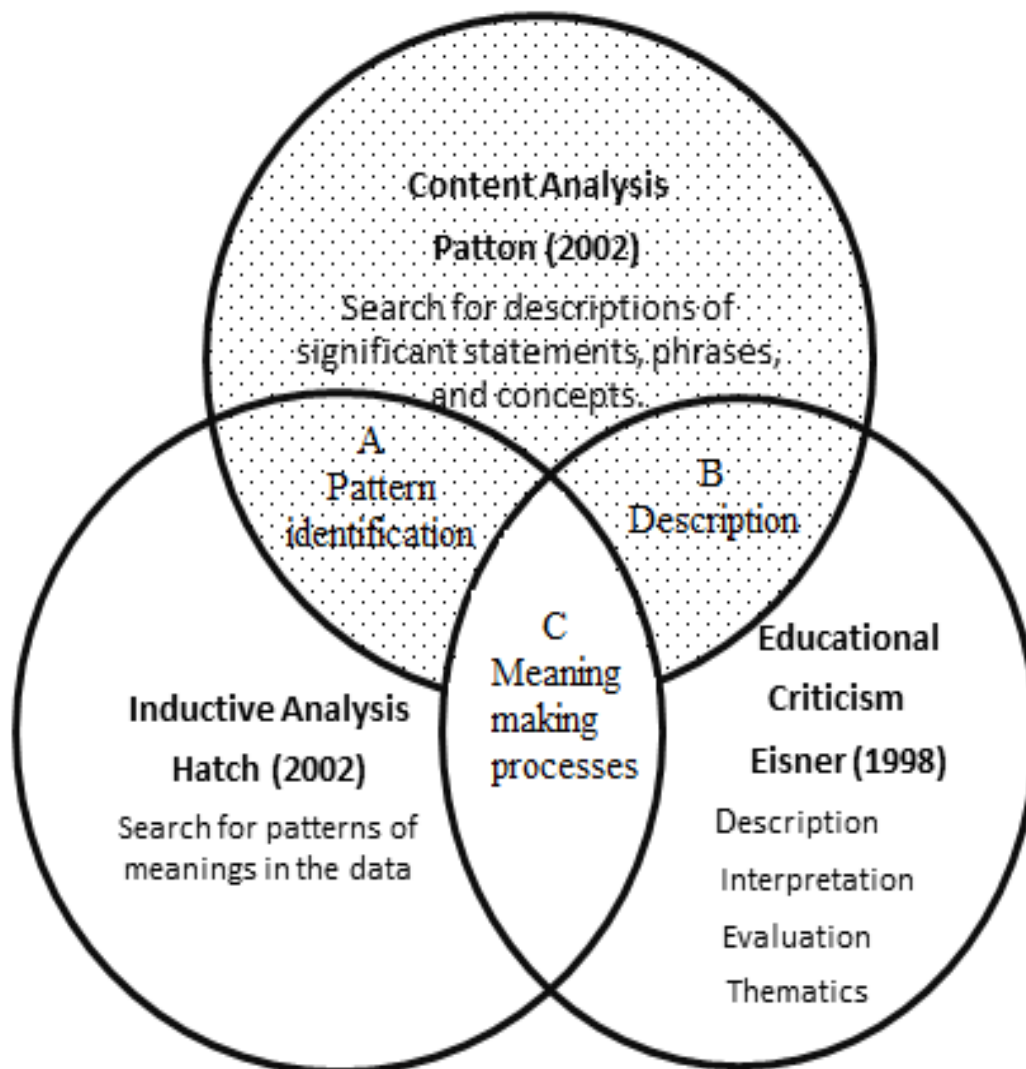 Content Analysis
Patton (2002)
Search for descriptions of
significant statements, phrases,
and concepts.
A
Pattern
identification
B
Description
C
Meaning
making
processes
Inductive Analysis
Hatch (2002)
Search for patterns of
meanings in the data
Educational
Criticism
Eisner (1998)
Description
Interpretation
Evaluation
Thematics